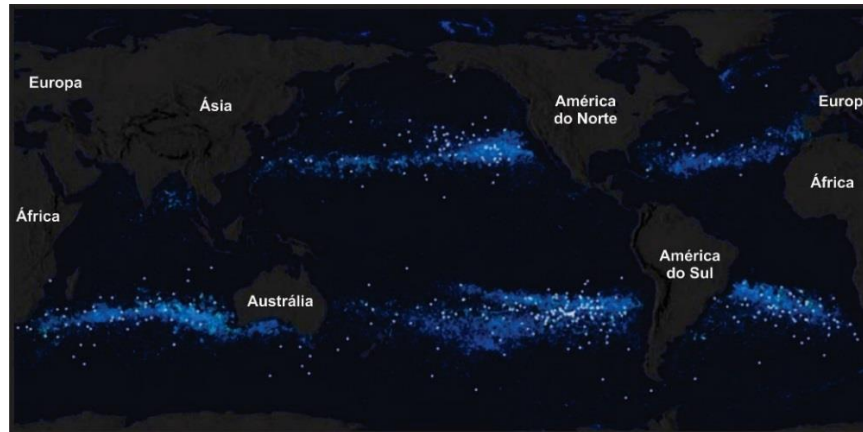 Europa
Ásia
América
do Norte
Europ
África
África
América
do Sul
Austrália